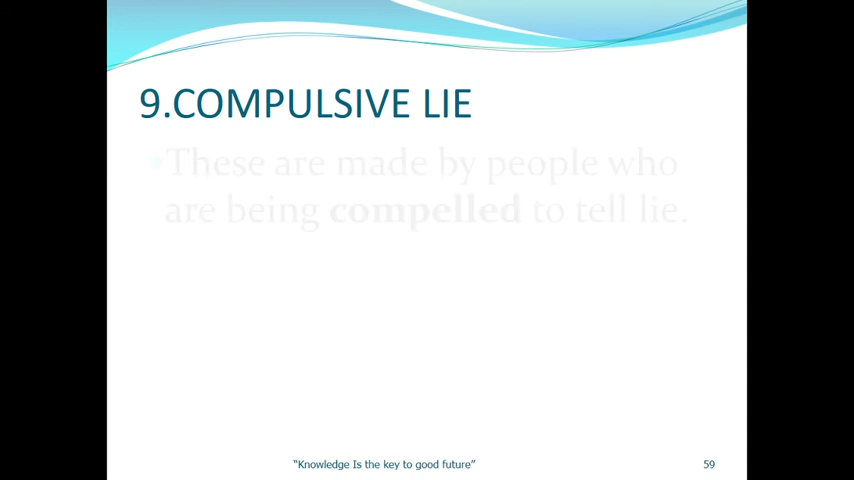 9.COMPULSIVE LIE
These are made by people who
are being compelled to tell lie.
“Knowledge Is the key to good future”
59